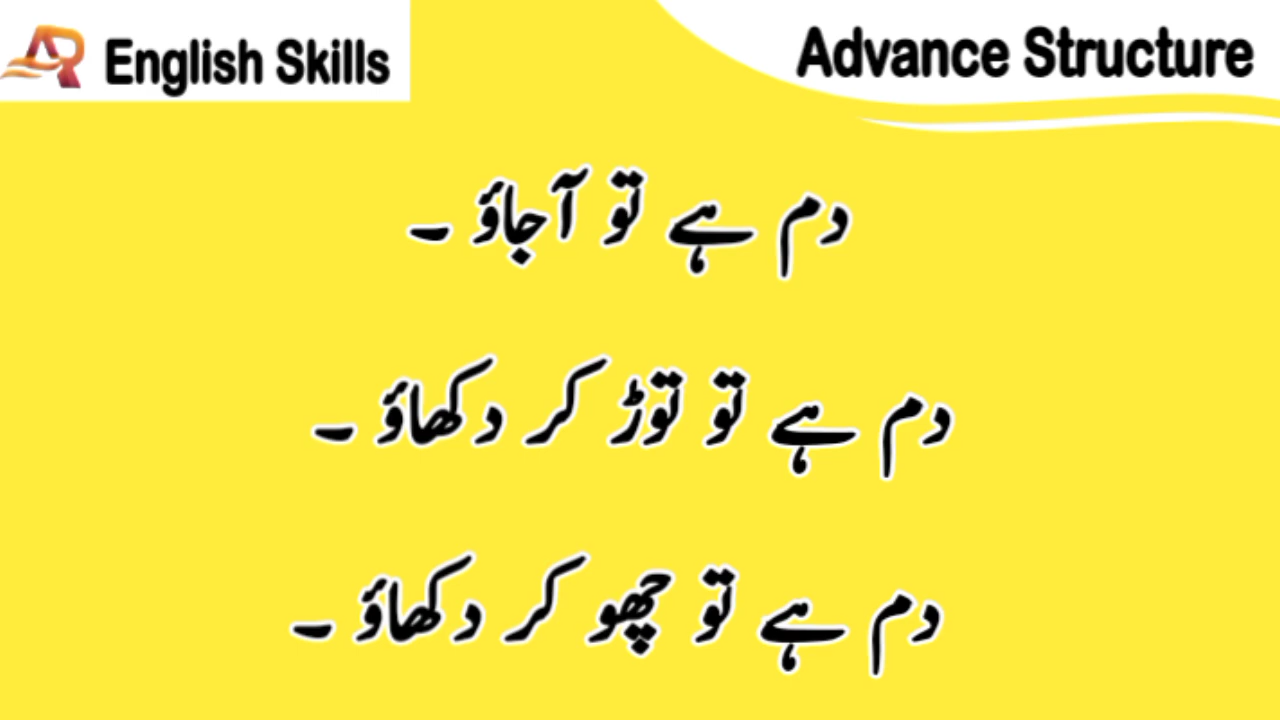 AR English Skills
Advance Structure
دم ہے تو آجاؤ ۔
دم ہے تو توڑ کر دکھاؤ ۔
دم ہے تو چھو کر دکھاؤ ۔